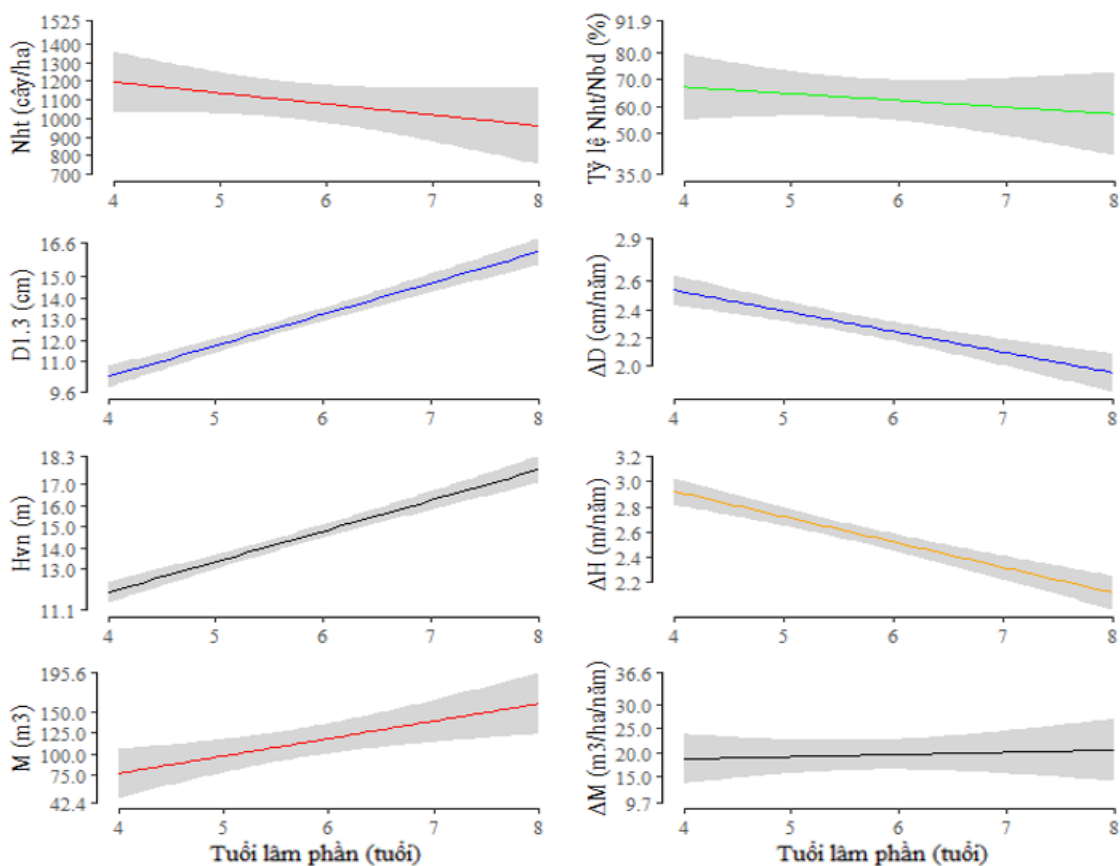 Nht (cây/ha)
1525
1400
1300
1200
1100
1000
900
800
700
4 5 6 7 8
Tỷ lệ Nht/Nbd (%)
91.9
80.0
70.0
60.0
50.0
35.0
4 5 6 7 8
D1.3 (cm)
16.6
15.0
14.0
13.0
12.0
11.0
9.6
4 5 6 7 8
ΔD (cm/năm)
2.9
2.6
2.4
2.2
2.0
4 5 6 7 8
Hvn (m)
18.3
17.0
16.0
15.0
14.0
13.0
11.1
4 5 6 7 8
ΔH (m/năm)
3.2
3.0
2.8
2.6
2.4
2.2
4 5 6 7 8
M (m3)
195.6
150.0
125.0
100.0
75.0
42.4
4 5 6 7 8
Tuổi lâm phần (tuổi)
ΔM (m3/ha/năm)
36.6
30.0
25.0
20.0
15.0
9.7
4 5 6 7 8
Tuổi lâm phần (tuổi)